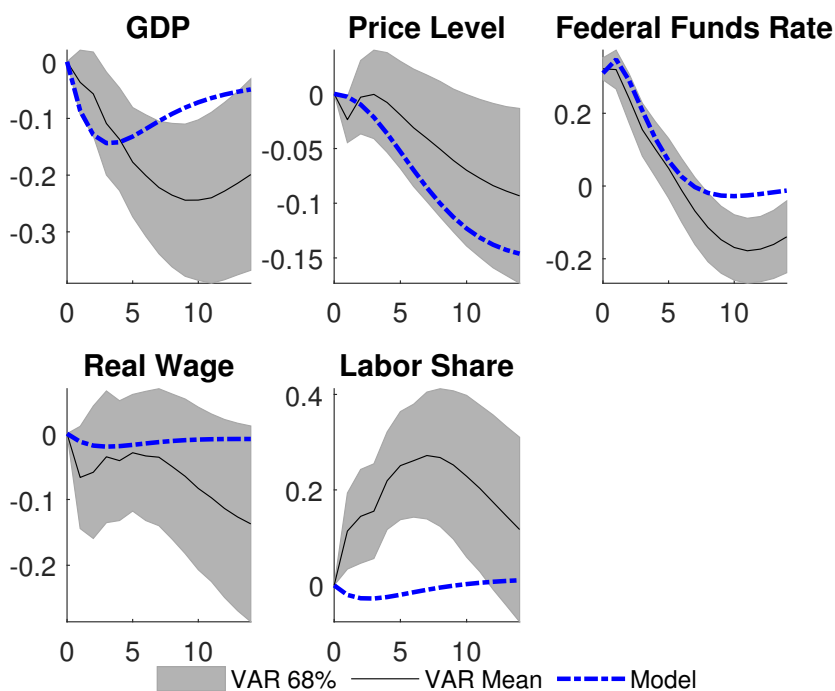 GDP Price Level Federal Funds Rate
0 0 0.2
-0.1 -0.05 0
-0.2 -0.1 -0.2
-0.3 -0.15
0 5 10 0 5 10 0 5 10
Real Wage Labor Share
0 0.4
-0.1 0.2
-0.2 0
0 5 10 0 5 10
VAR 68% VAR Mean Model